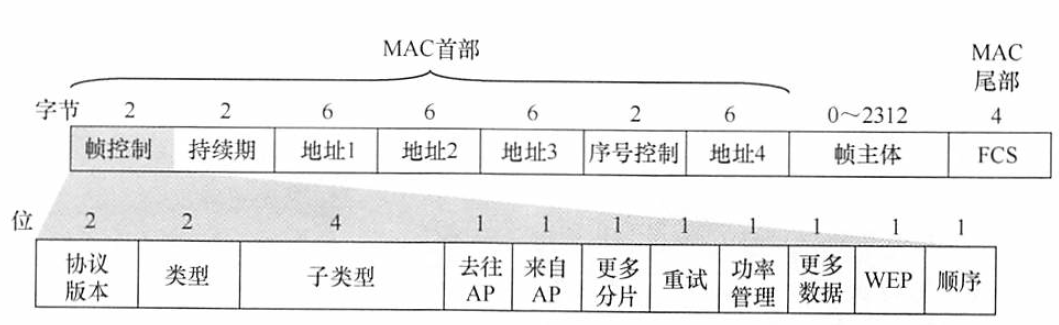 MAC首部
MAC
尾部
字节 2 2 6 6 6 2 6 0～2312 4
帧控制 持续期 地址1 地址2 地址3 序号控制 地址4 帧主体 FCS
位 2 2 4 1 1 1 1 1 1 1 1
协议版本 类型 子类型 去往AP 来自AP 更多分片 重试 功率管理 更多数据 WEP 顺序